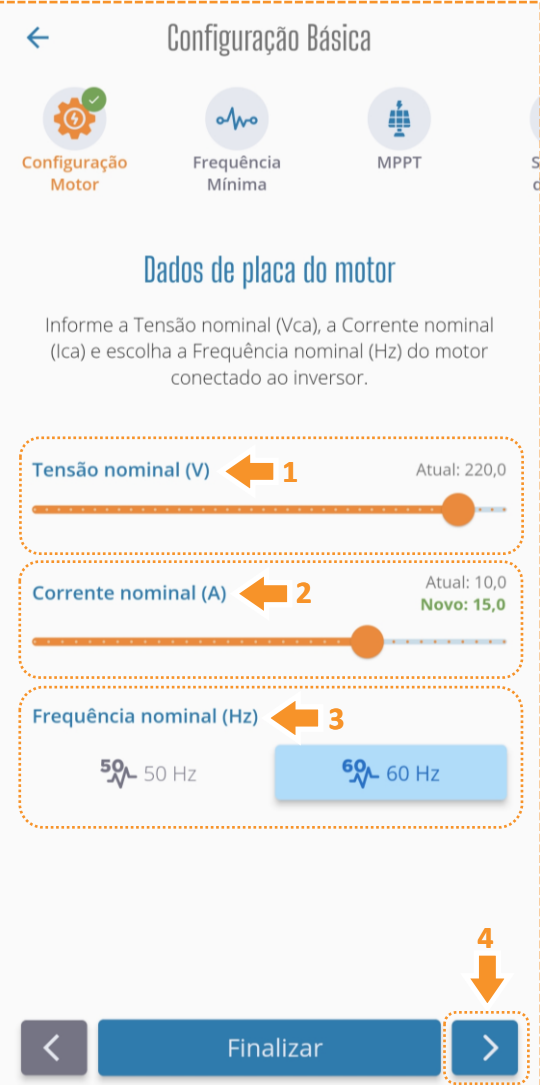 Configuração Básica
Configuração
Motor
Frequência
Mínima
MPPT
S
d
Dados de placa do motor
Informe a Tensão nominal (Vca), a Corrente nominal
(Ica) e escolha a Frequência nominal (Hz) do motor
conectado ao inversor.
Tensão nominal (V) 1 Atual: 220,0
Corrente nominal (A) 2 Atual: 10,0
Novo: 15,0
Frequência nominal (Hz) 3
50 50 Hz 60 60 Hz
4
Finalizar